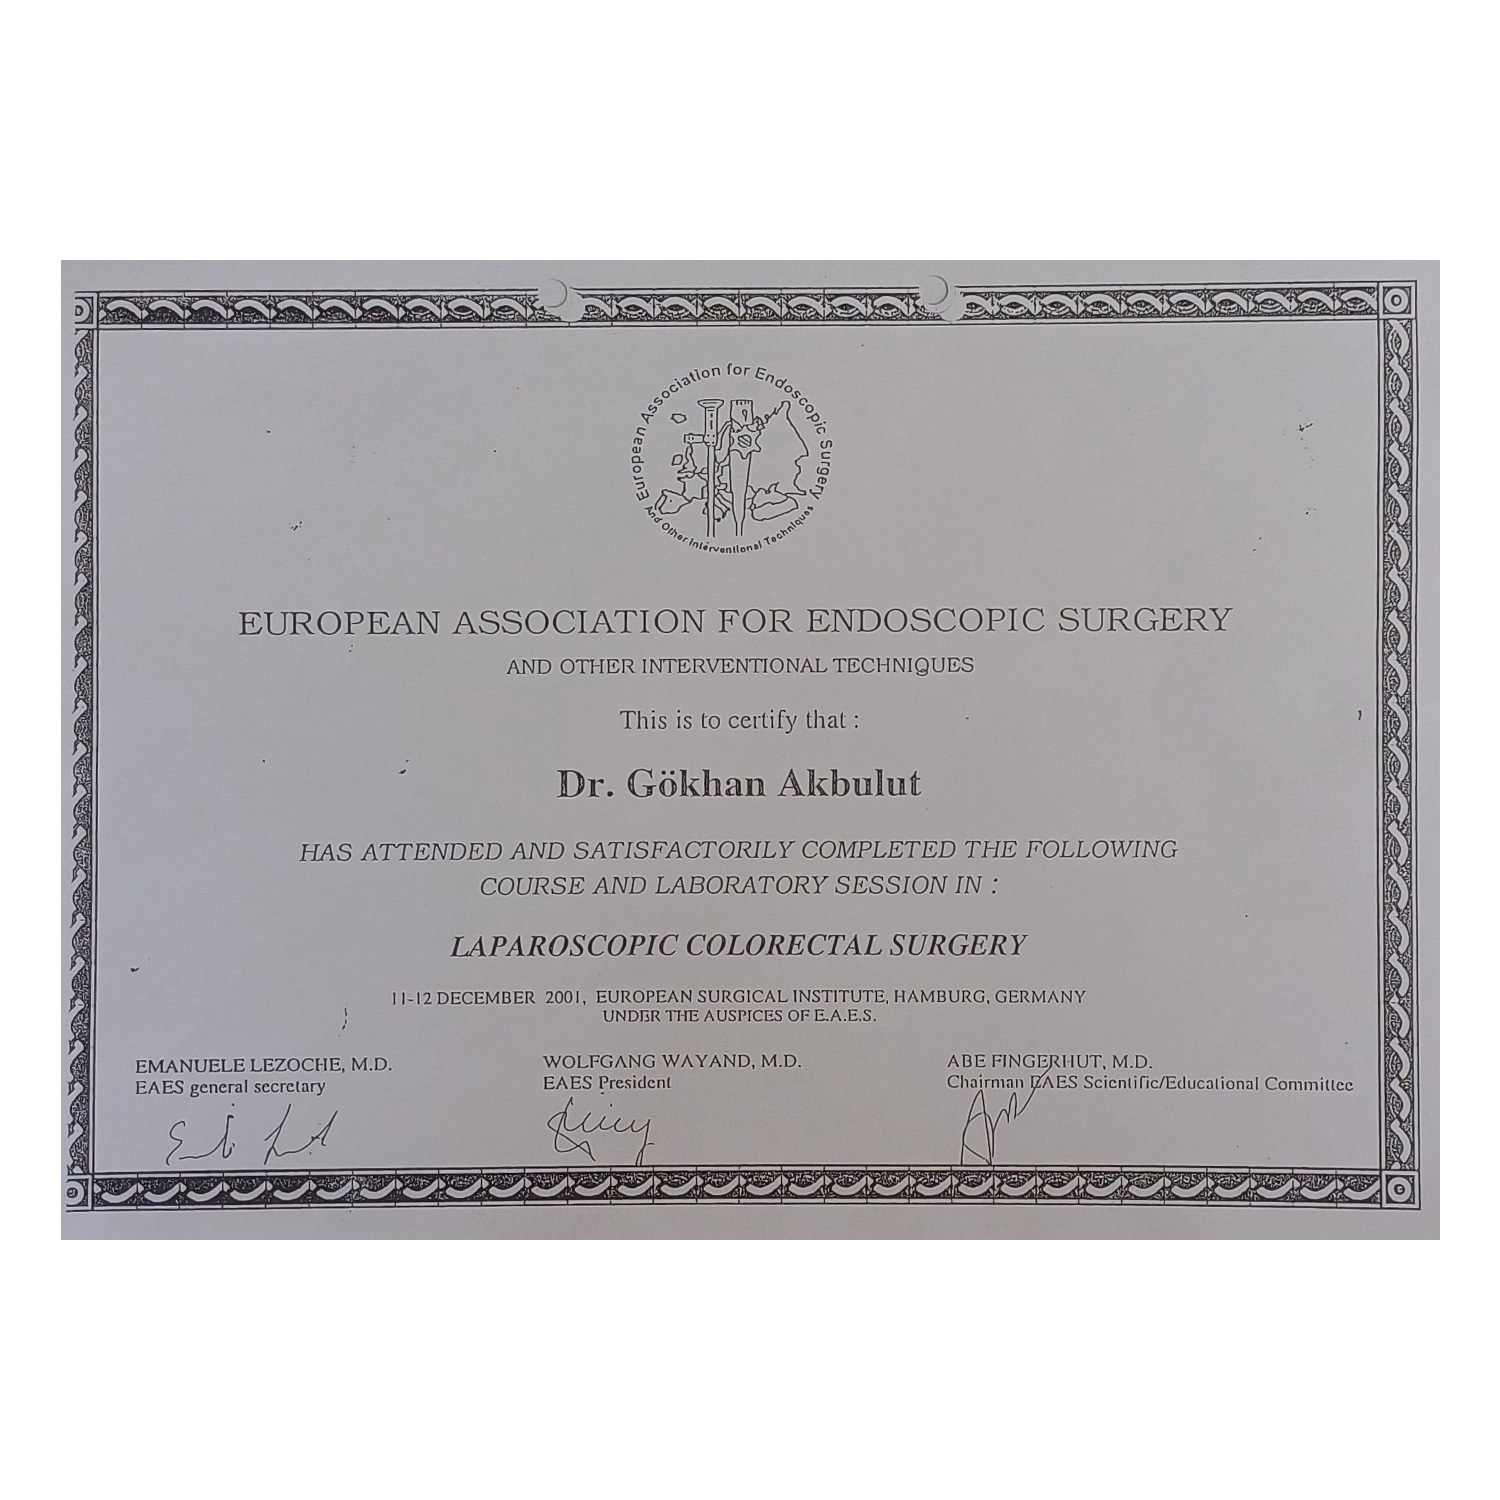 European Association for Endoscopic Surgery
And Other Interventional Techniques
EUROPEAN ASSOCIATION FOR ENDOSCOPIC SURGERY
AND OTHER INTERVENTIONAL TECHNIQUES
This is to certify that :
Dr. Gökhan Akbulut
HAS ATTENDED AND SATISFACTORILY COMPLETED THE FOLLOWING
COURSE AND LABORATORY SESSION IN :
LAPAROSCOPIC COLORECTAL SURGERY
11-12 DECEMBER 2001, EUROPEAN SURGICAL INSTITUTE, HAMBURG, GERMANY
UNDER THE AUSPICES OF E.A.E.S.
EMANUELE LEZOCHE, M.D.
EAES general secretary
WOLFGANG WAYAND, M.D.
EAES President
ABE FINGERHUT, M.D.
Chairman EAES Scientific/Educational Committee